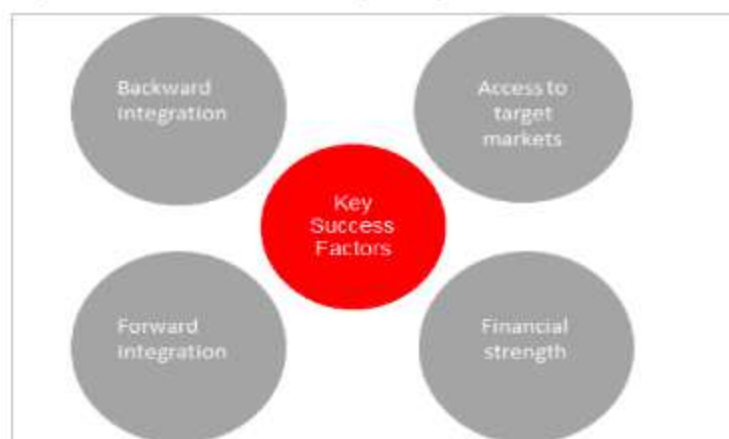 Backward
integration
Access to
target
markets
Key
Success
Factors
Forward
integration
Financial
strength